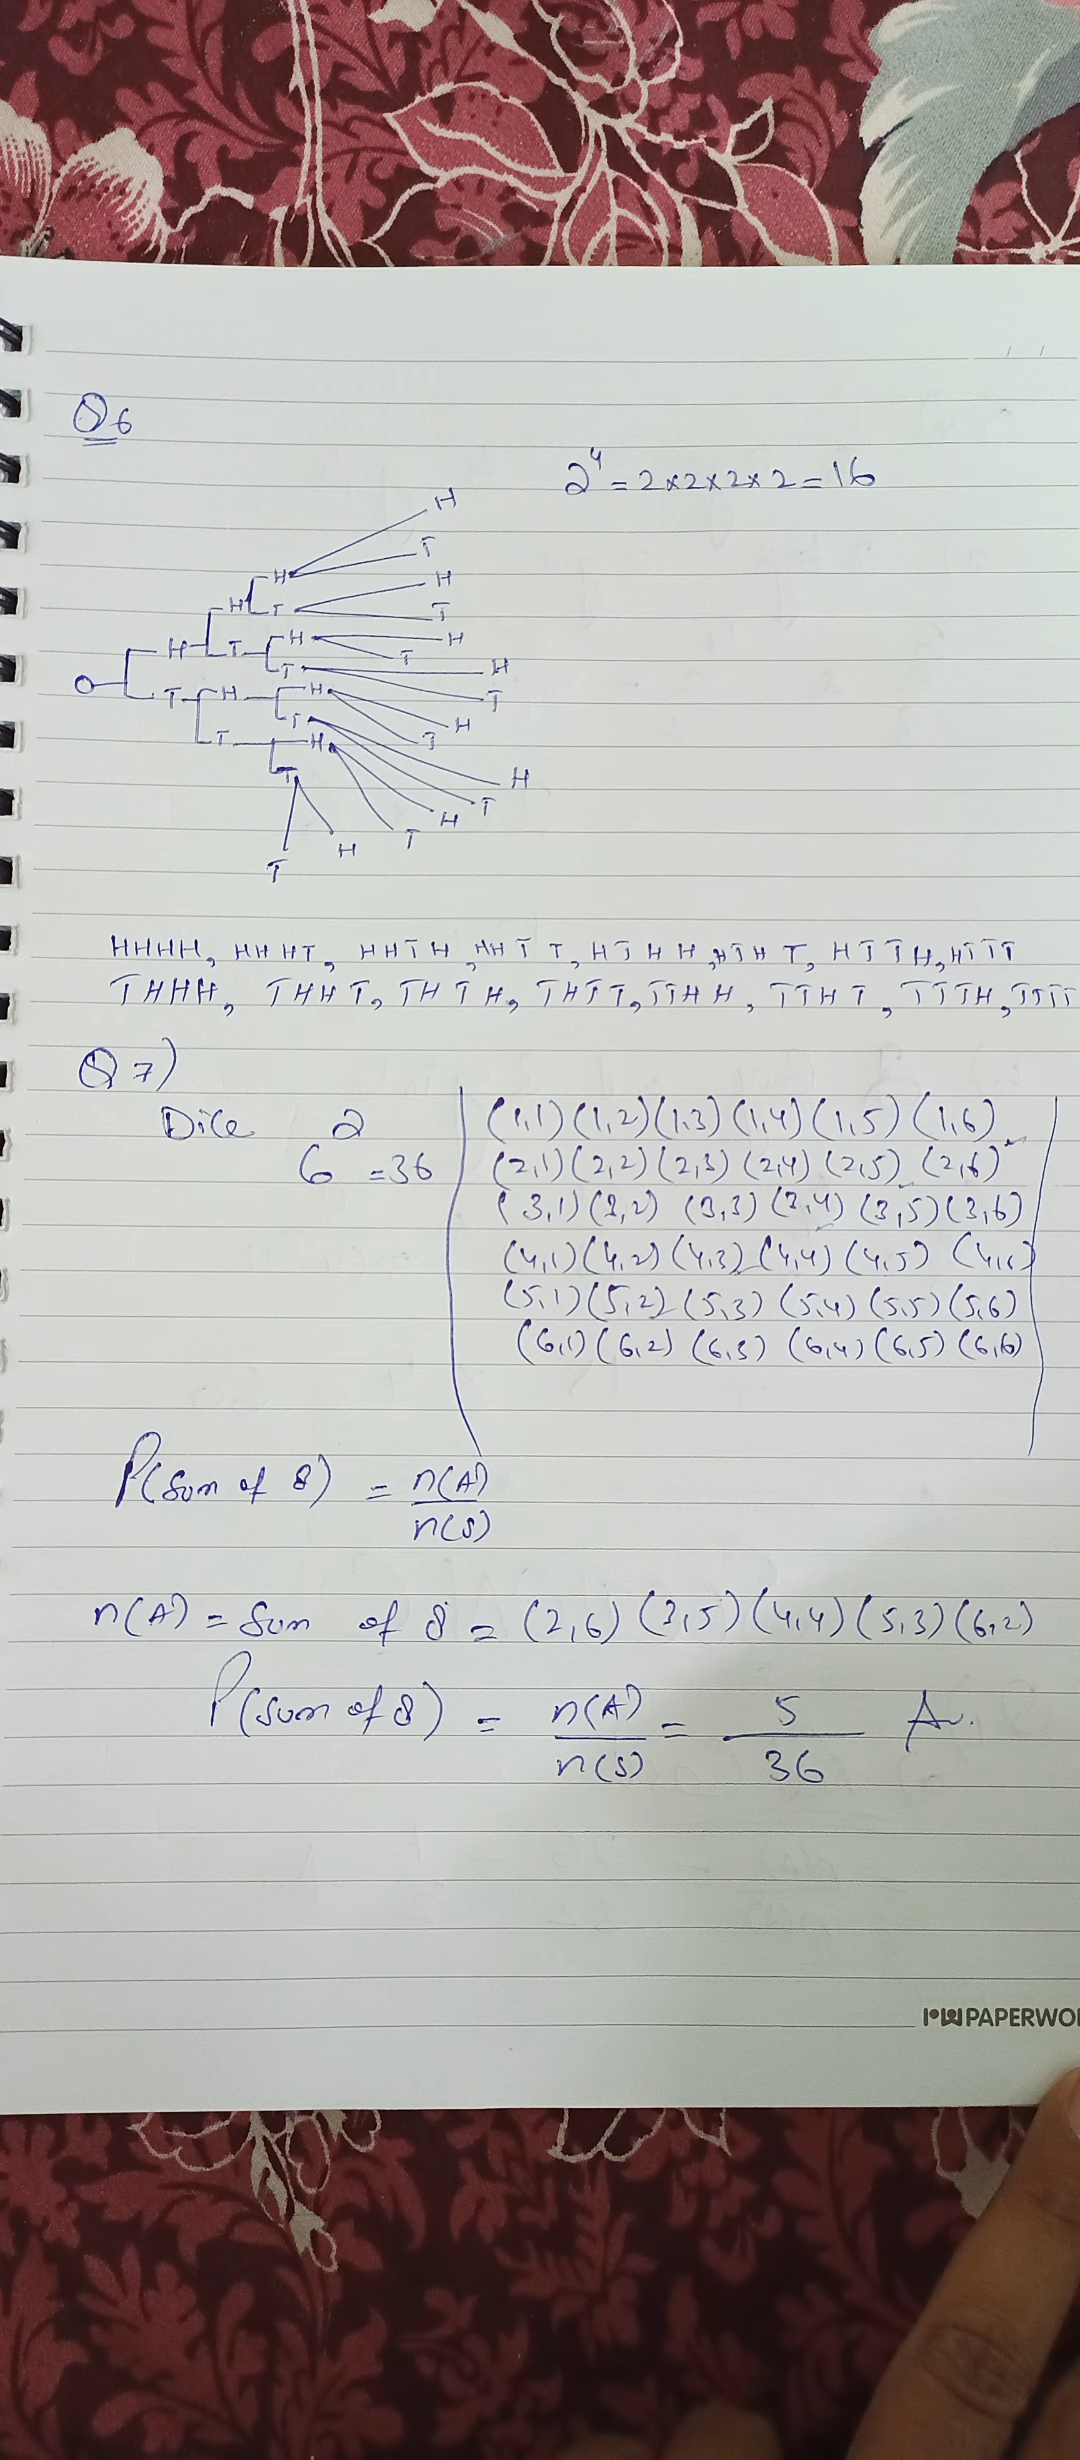 Q6
2⁴ = 2×2×2×2 = 16
H
T
H H
H T T
H T H H
T T H
O T H H T
T H
T H T
H
T T
H
T H T
HHHH, HHHT, HHTH, HHTT, HTHH, HTHT, HTTH, HTTT
THHH, THHT, THTH, THTT, TTHH, TTHT, TTTH, TTTT
Q7)
Dice 2 (1,1) (1,2) (1,3) (1,4) (1,5) (1,6)
6 =36 (2,1) (2,2) (2,3) (2,4) (2,5) (2,6)
(3,1) (3,2) (3,3) (3,4) (3,5) (3,6)
(4,1) (4,2) (4,3) (4,4) (4,5) (4,6)
(5,1) (5,2) (5,3) (5,4) (5,5) (5,6)
(6,1) (6,2) (6,3) (6,4) (6,5) (6,6)
P(Sum of 8) = n(A)
n(S)
n(A) = Sum of 8 = (2,6) (3,5) (4,4) (5,3) (6,2)
P(Sum of 8) = n(A) = 5
n(S) 36
PAPERWO